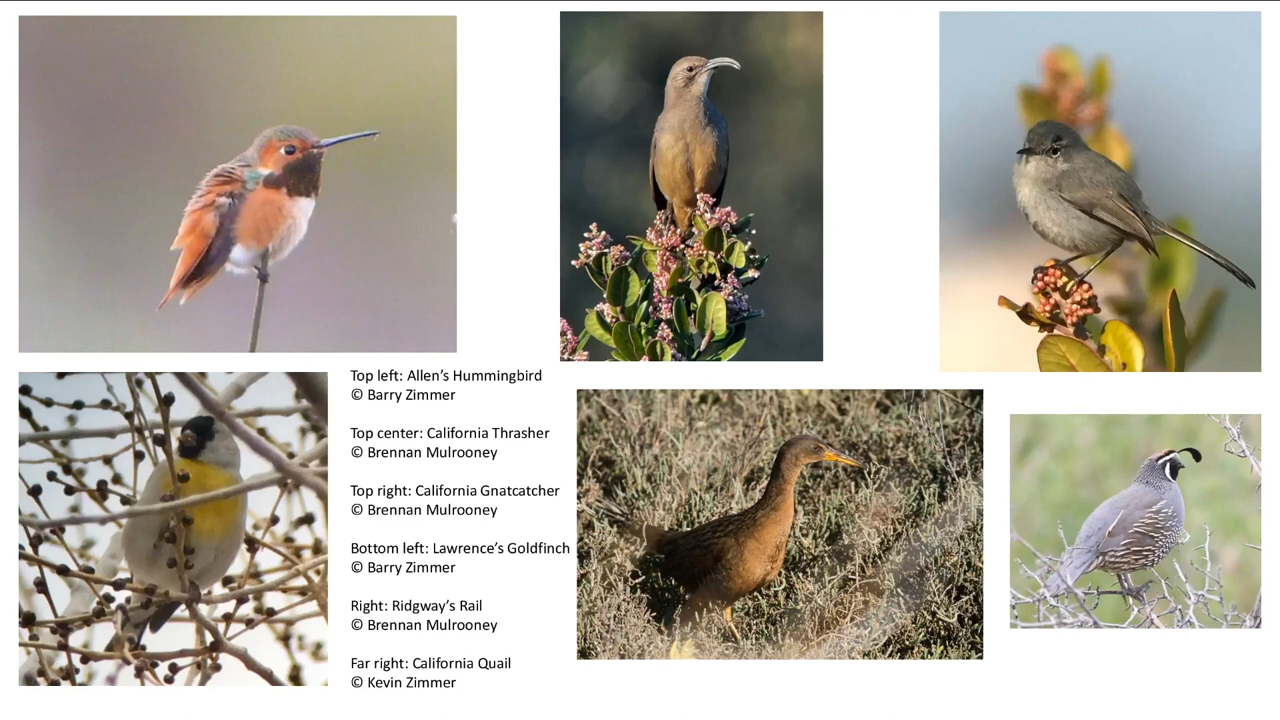 Top left: Allen’s Hummingbird
© Barry Zimmer
Top center: California Thrasher
© Brennan Mulrooney
Top right: California Gnatcatcher
© Brennan Mulrooney
Bottom left: Lawrence’s Goldfinch
© Barry Zimmer
Right: Ridgway’s Rail
© Brennan Mulrooney
Far right: California Quail
© Kevin Zimmer